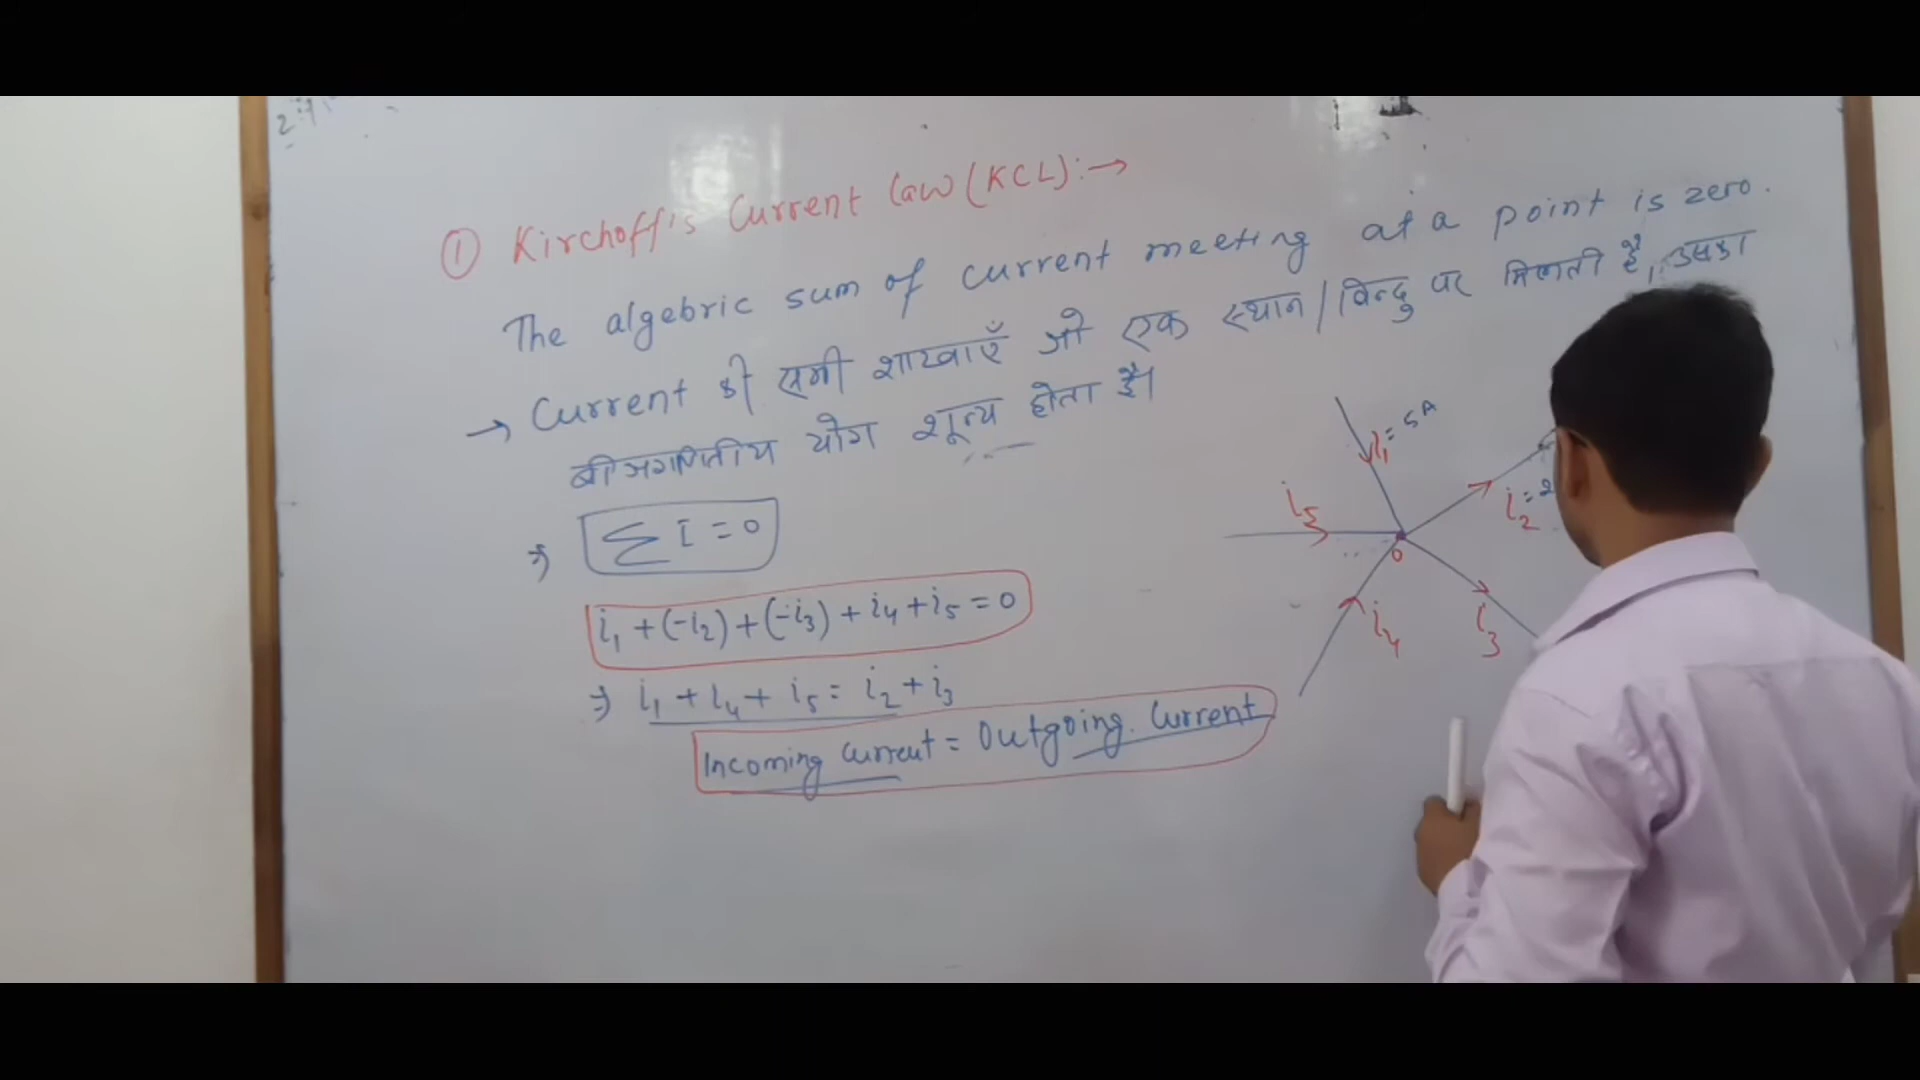 ① Kirchoff's Current Law (KCL):→
The algebric sum of current meeting at a point is zero.
→ Current की सभी शाखाएँ जो एक स्थान/बिन्दु पर मिलती है, उसका
बीजगणितीय योग शून्य होता है।
⇒ ∑I=0
i₁+(-i₂)+(-i₃)+i₄+i₅=0
⇒ i₁+i₄+i₅=i₂+i₃
Incoming current = Outgoing Current
i₁=5A
i₂=2
i₅
o
i₄
i₃